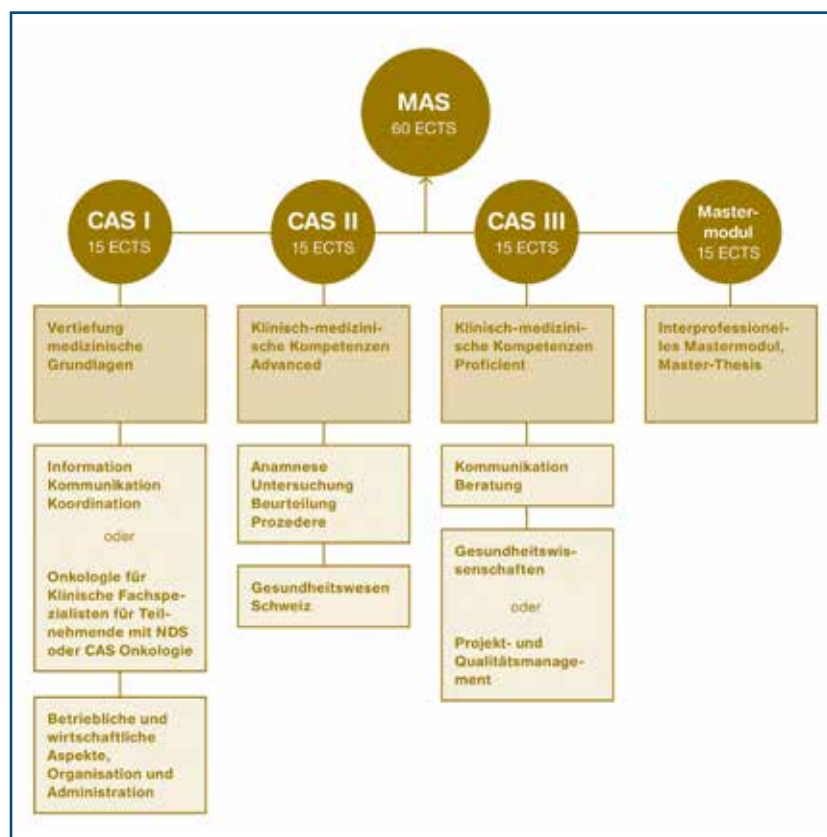 MAS
60 ECTS
CAS I
15 ECTS
CAS II
15 ECTS
CAS III
15 ECTS
Master-
modul
15 ECTS
Vertiefung
medizinische
Grundlagen
Klinisch-medizini-
sche Kompetenzen
Advanced
Klinisch-medizini-
sche Kompetenzen
Proficient
Interprofessionel-
les Mastermodul,
Master-Thesis
Information
Kommunikation
Koordination
oder
Onkologie für
Klinische Fachspe-
zialisten für Teil-
nehmende mit NDS
oder CAS Onkologie
Anamnese
Untersuchung
Beurteilung
Prozedere
Kommunikation
Beratung
Gesundheitswesen
Schweiz
Gesundheitswis-
senschaften
oder
Projekt- und
Qualitätsmanage-
ment
Betriebliche und
wirtschaftliche
Aspekte,
Organisation und
Administration